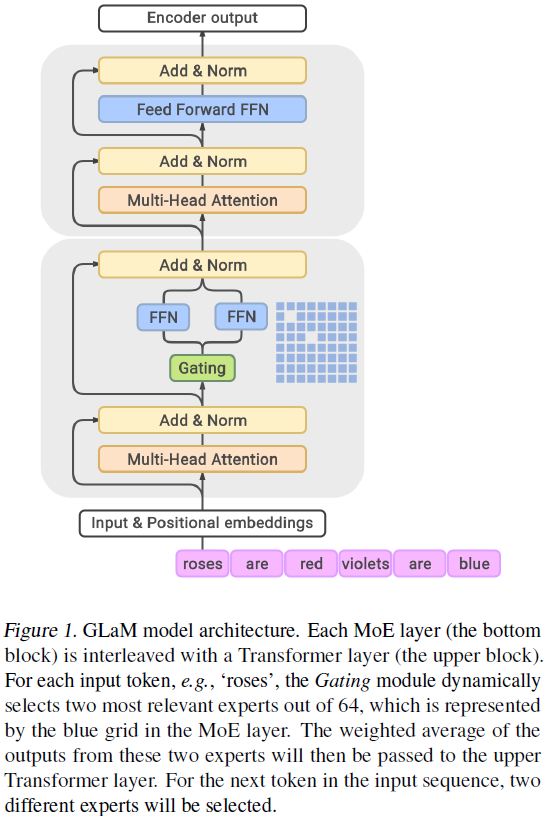 Encoder output
Add & Norm
Feed Forward FFN
Add & Norm
Multi-Head Attention
Add & Norm
FFN FFN
Gating
Add & Norm
Multi-Head Attention
Input & Positional embeddings
roses are red violets are blue
Figure 1. GLaM model architecture. Each MoE layer (the bottom
block) is interleaved with a Transformer layer (the upper block).
For each input token, e.g., ‘roses’, the Gating module dynamically
selects two most relevant experts out of 64, which is represented
by the blue grid in the MoE layer. The weighted average of the
outputs from these two experts will then be passed to the upper
Transformer layer. For the next token in the input sequence, two
different experts will be selected.